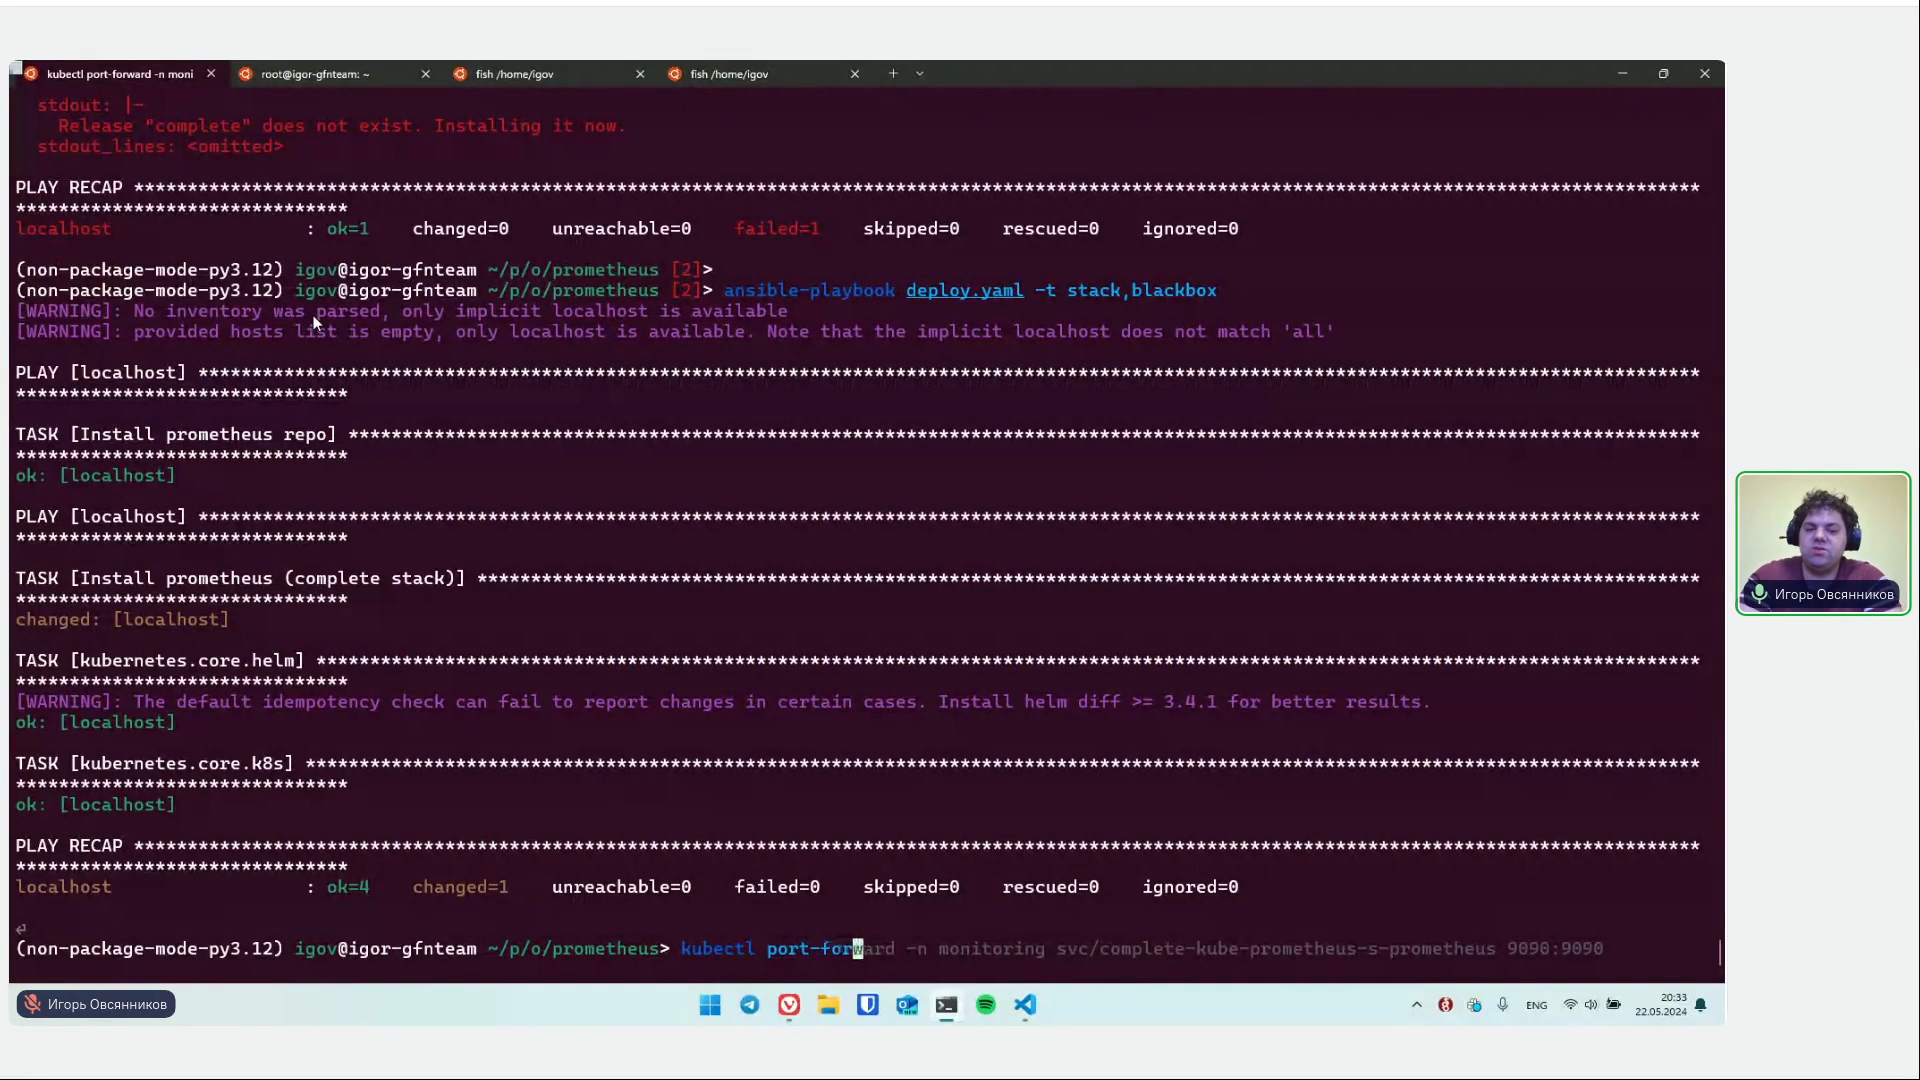 kubectl port-forward -n moni
root@igor-gfnteam: ~
fish /home/igov
fish /home/igov
stdout: |-
Release "complete" does not exist. Installing it now.
stdout_lines: <omitted>
PLAY RECAP **************************************************************************************************************************************************
*******************************
localhost : ok=1 changed=0 unreachable=0 failed=1 skipped=0 rescued=0 ignored=0
(non-package-mode-py3.12) igov@igor-gfnteam ~/p/o/prometheus [2]>
(non-package-mode-py3.12) igov@igor-gfnteam ~/p/o/prometheus [2]> ansible-playbook deploy.yaml -t stack,blackbox
[WARNING]: No inventory was parsed, only implicit localhost is available
[WARNING]: provided hosts list is empty, only localhost is available. Note that the implicit localhost does not match 'all'
PLAY [localhost] ********************************************************************************************************************************************
*******************************
TASK [Install prometheus repo] ******************************************************************************************************************************
*******************************
ok: [localhost]
PLAY [localhost] ********************************************************************************************************************************************
*******************************
TASK [Install prometheus (complete stack)] ******************************************************************************************************************
*******************************
changed: [localhost]
TASK [kubernetes.core.helm] *********************************************************************************************************************************
*******************************
[WARNING]: The default idempotency check can fail to report changes in certain cases. Install helm diff >= 3.4.1 for better results.
ok: [localhost]
TASK [kubernetes.core.k8s] **********************************************************************************************************************************
*******************************
ok: [localhost]
PLAY RECAP **************************************************************************************************************************************************
*******************************
localhost : ok=4 changed=1 unreachable=0 failed=0 skipped=0 rescued=0 ignored=0
⏎
(non-package-mode-py3.12) igov@igor-gfnteam ~/p/o/prometheus> kubectl port-forward -n monitoring svc/complete-kube-prometheus-s-prometheus 9090:9090
Игорь Овсянников
Игорь Овсянников
ENG
20:33
22.05.2024